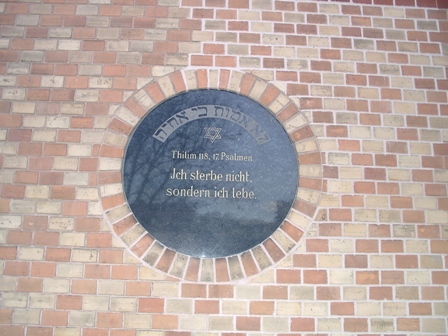 לא אמות כי אחיה
Thilim 118, 17 Psalmen
Ich sterbe nicht,
sondern ich lebe.